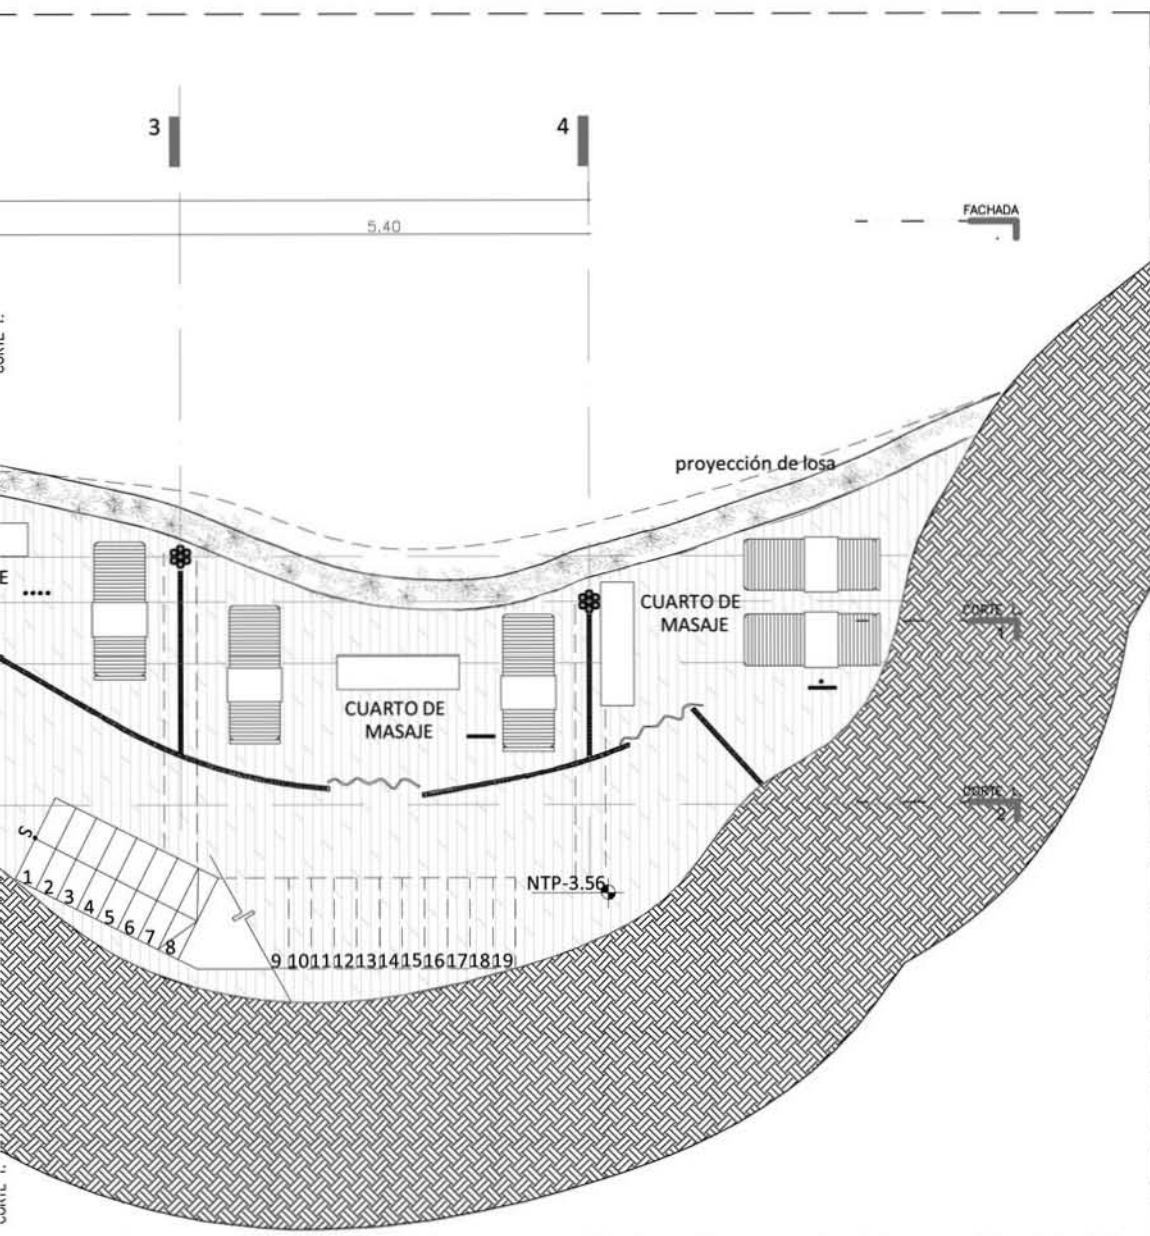 3
4
5.40
FACHADA
CORTE T.
proyección de losa
E
CUARTO DE
MASAJE
CORTE L.
1
CUARTO DE
MASAJE
CORTE L.
2
S.
1 2 3 4 5 6 7 8
NTP-3.56
9 10 11 12 13 14 15 16 17 18 19
CORTE T.